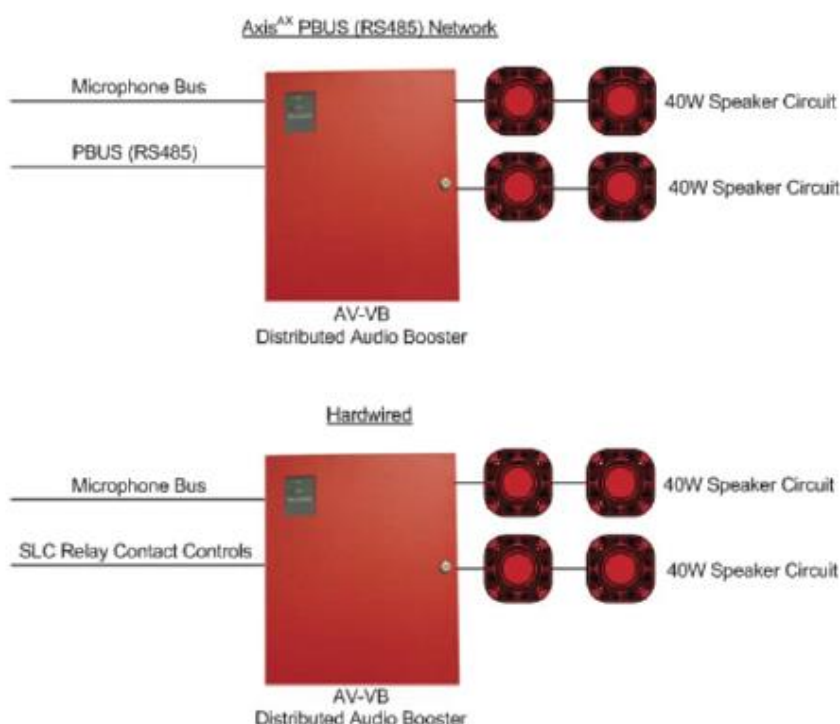 Axis^AX PBUS (RS485) Network
Microphone Bus
40W Speaker Circuit
PBUS (RS485)
40W Speaker Circuit
AV-VB
Distributed Audio Booster
Hardwired
Microphone Bus
40W Speaker Circuit
SLC Relay Contact Controls
40W Speaker Circuit
AV-VB
Distributed Audio Booster